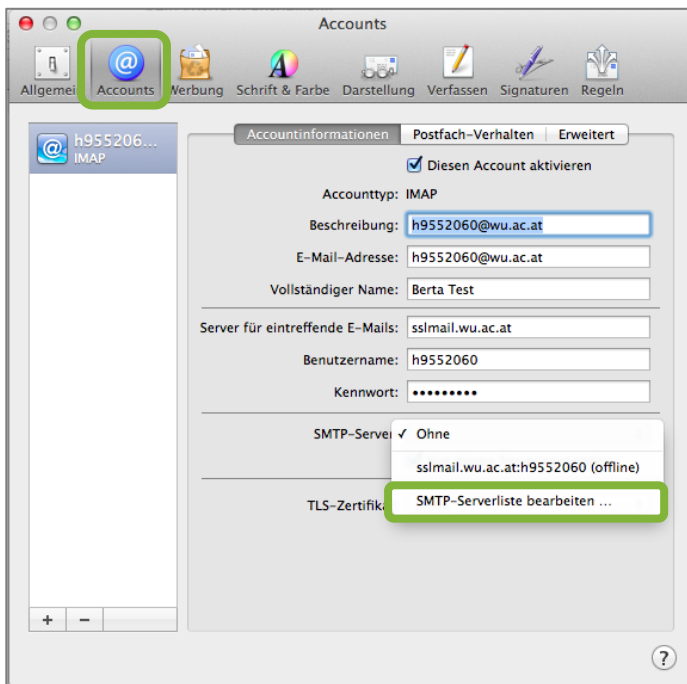 Accounts
Allgemei Accounts Werbung Schrift & Farbe Darstellung Verfassen Signaturen Regeln
h955206...
IMAP
Accountinformationen Postfach-Verhalten Erweitert
Diesen Account aktivieren
Accounttyp: IMAP
Beschreibung: h9552060@wu.ac.at
E-Mail-Adresse: h9552060@wu.ac.at
Vollständiger Name: Berta Test
Server für eintreffende E-Mails: sslmail.wu.ac.at
Benutzername: h9552060
Kennwort: •••••••••
SMTP-Server ✓ Ohne
sslmail.wu.ac.at:h9552060 (offline)
TLS-Zertifika SMTP-Serverliste bearbeiten ...
+ −
?